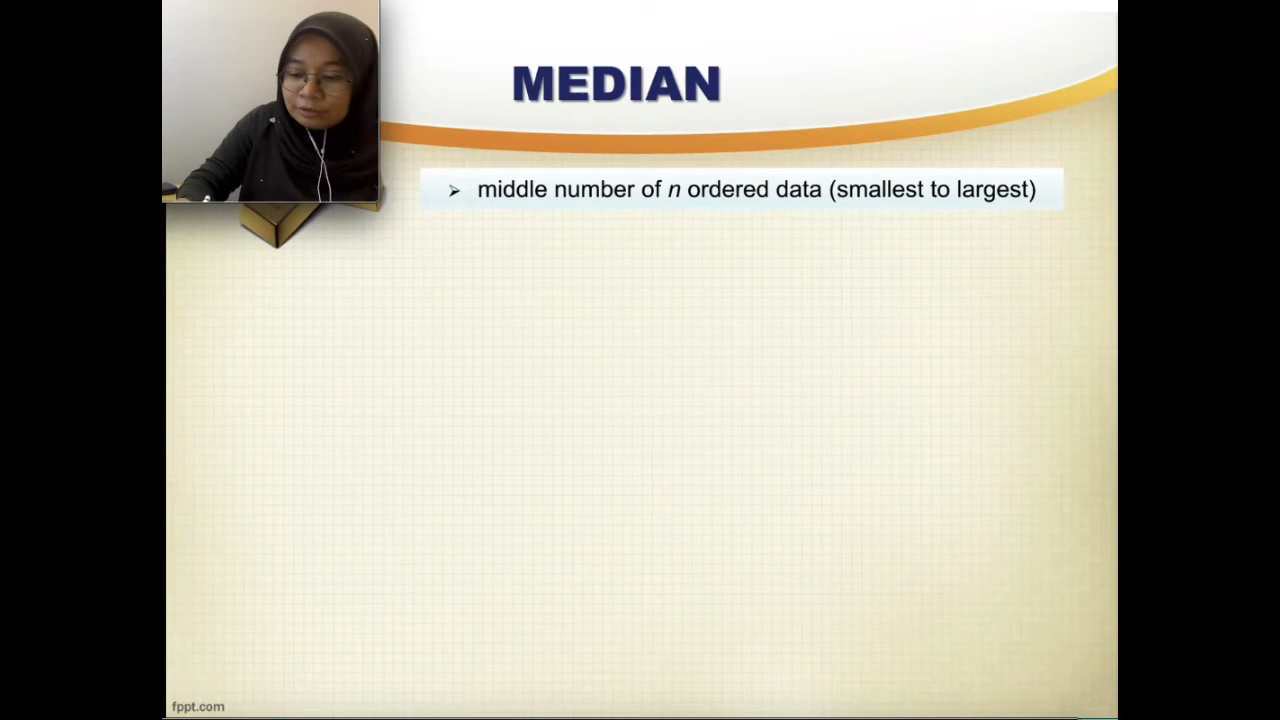 MEDIAN
➢ middle number of n ordered data (smallest to largest)
fppt.com